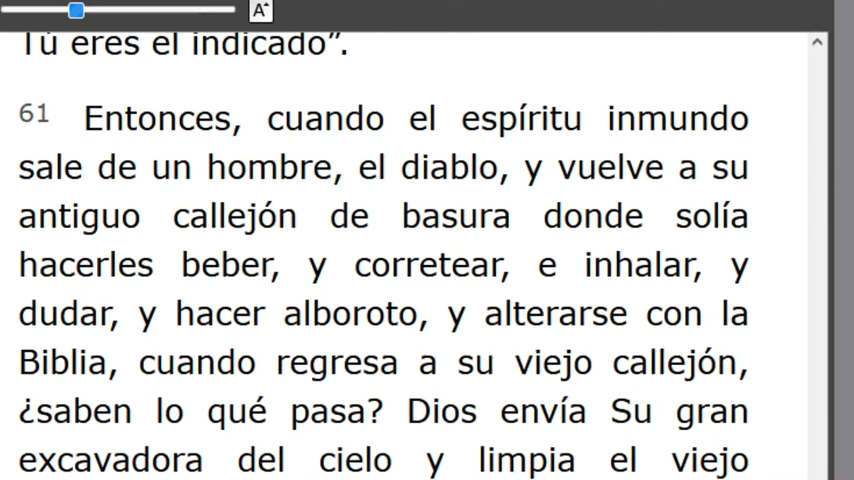 A
Tú eres el indicado”.
61 Entonces, cuando el espíritu inmundo
sale de un hombre, el diablo, y vuelve a su
antiguo callejón de basura donde solía
hacerles beber, y corretear, e inhalar, y
dudar, y hacer alboroto, y alterarse con la
Biblia, cuando regresa a su viejo callejón,
¿saben lo qué pasa? Dios envía Su gran
excavadora del cielo y limpia el viejo